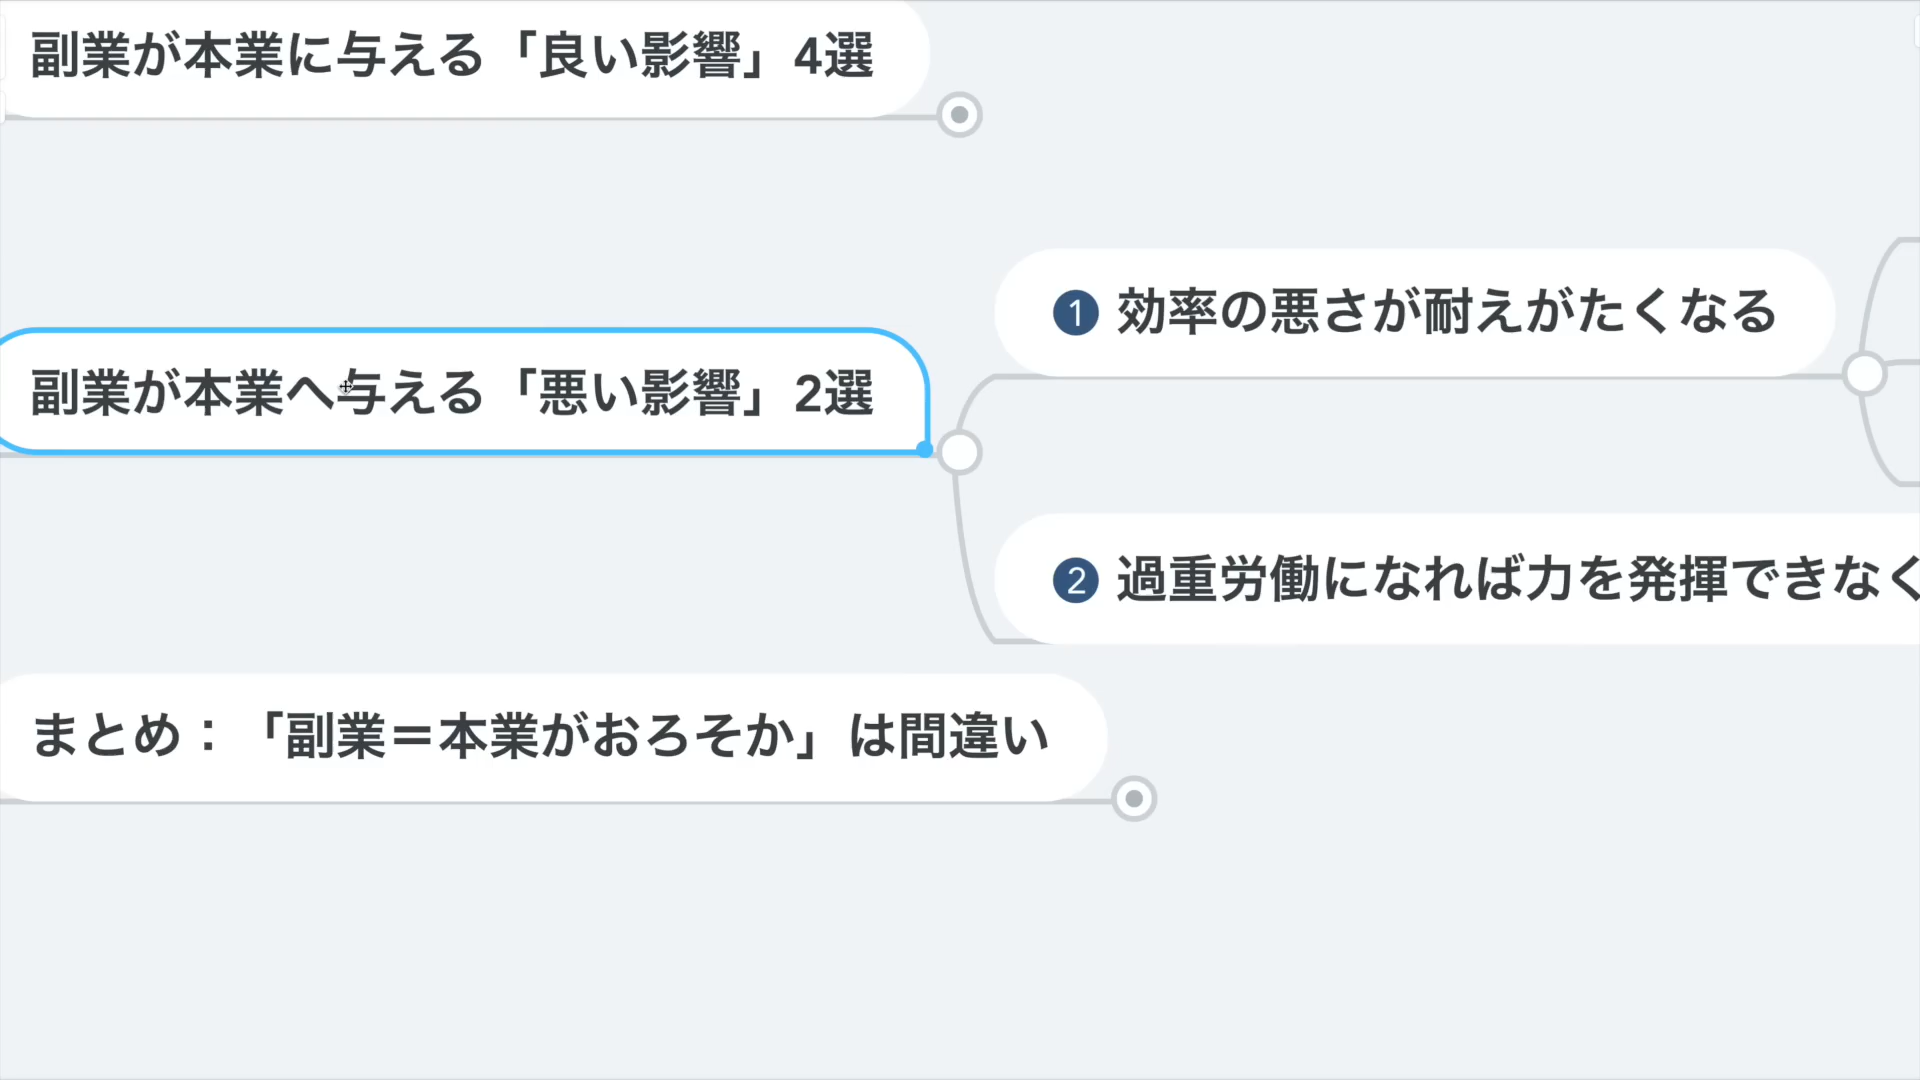 副業が本業に与える「良い影響」4選
副業が本業へ与える「悪い影響」2選
1 効率の悪さが耐えがたくなる
2 過重労働になれば力を発揮できなく
まとめ：「副業＝本業がおろそか」は間違い